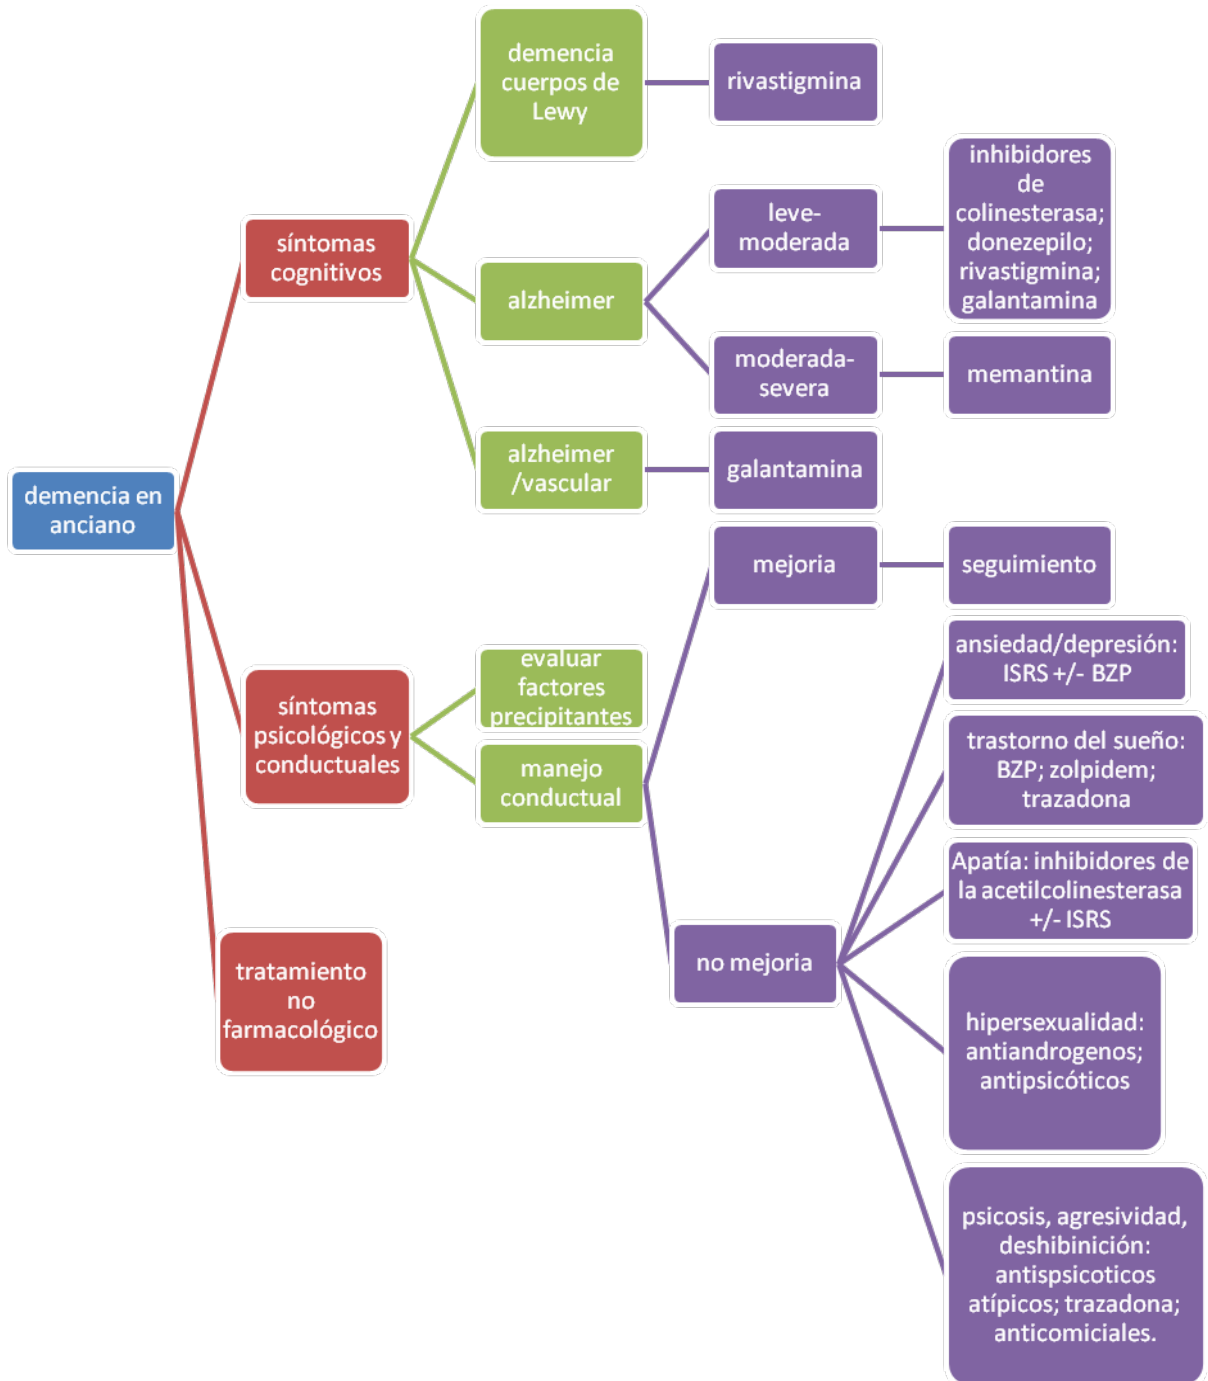 demencia
cuerpos de
Lewy
rivastigmina
inhibidores
de
colinesterasa;
donezepilo;
rivastigmina;
galantamina
leve-
moderada
síntomas
cognitivos
alzheimer
moderada-
severa
memantina
alzheimer
/vascular
galantamina
demencia en
anciano
mejoria
seguimiento
evaluar
factores
precipitantes
síntomas
psicológicos y
conductuales
manejo
conductual
ansiedad/depresión:
ISRS +/- BZP
trastorno del sueño:
BZP; zolpidem;
trazadona
Apatía: inhibidores de
la acetilcolinesterasa
+/- ISRS
no mejoria
tratamiento
no
farmacológico
hipersexualidad:
antiandrogenos;
antipsicóticos
psicosis, agresividad,
deshibinición:
antispsicoticos
atípicos; trazadona;
anticomiciales.